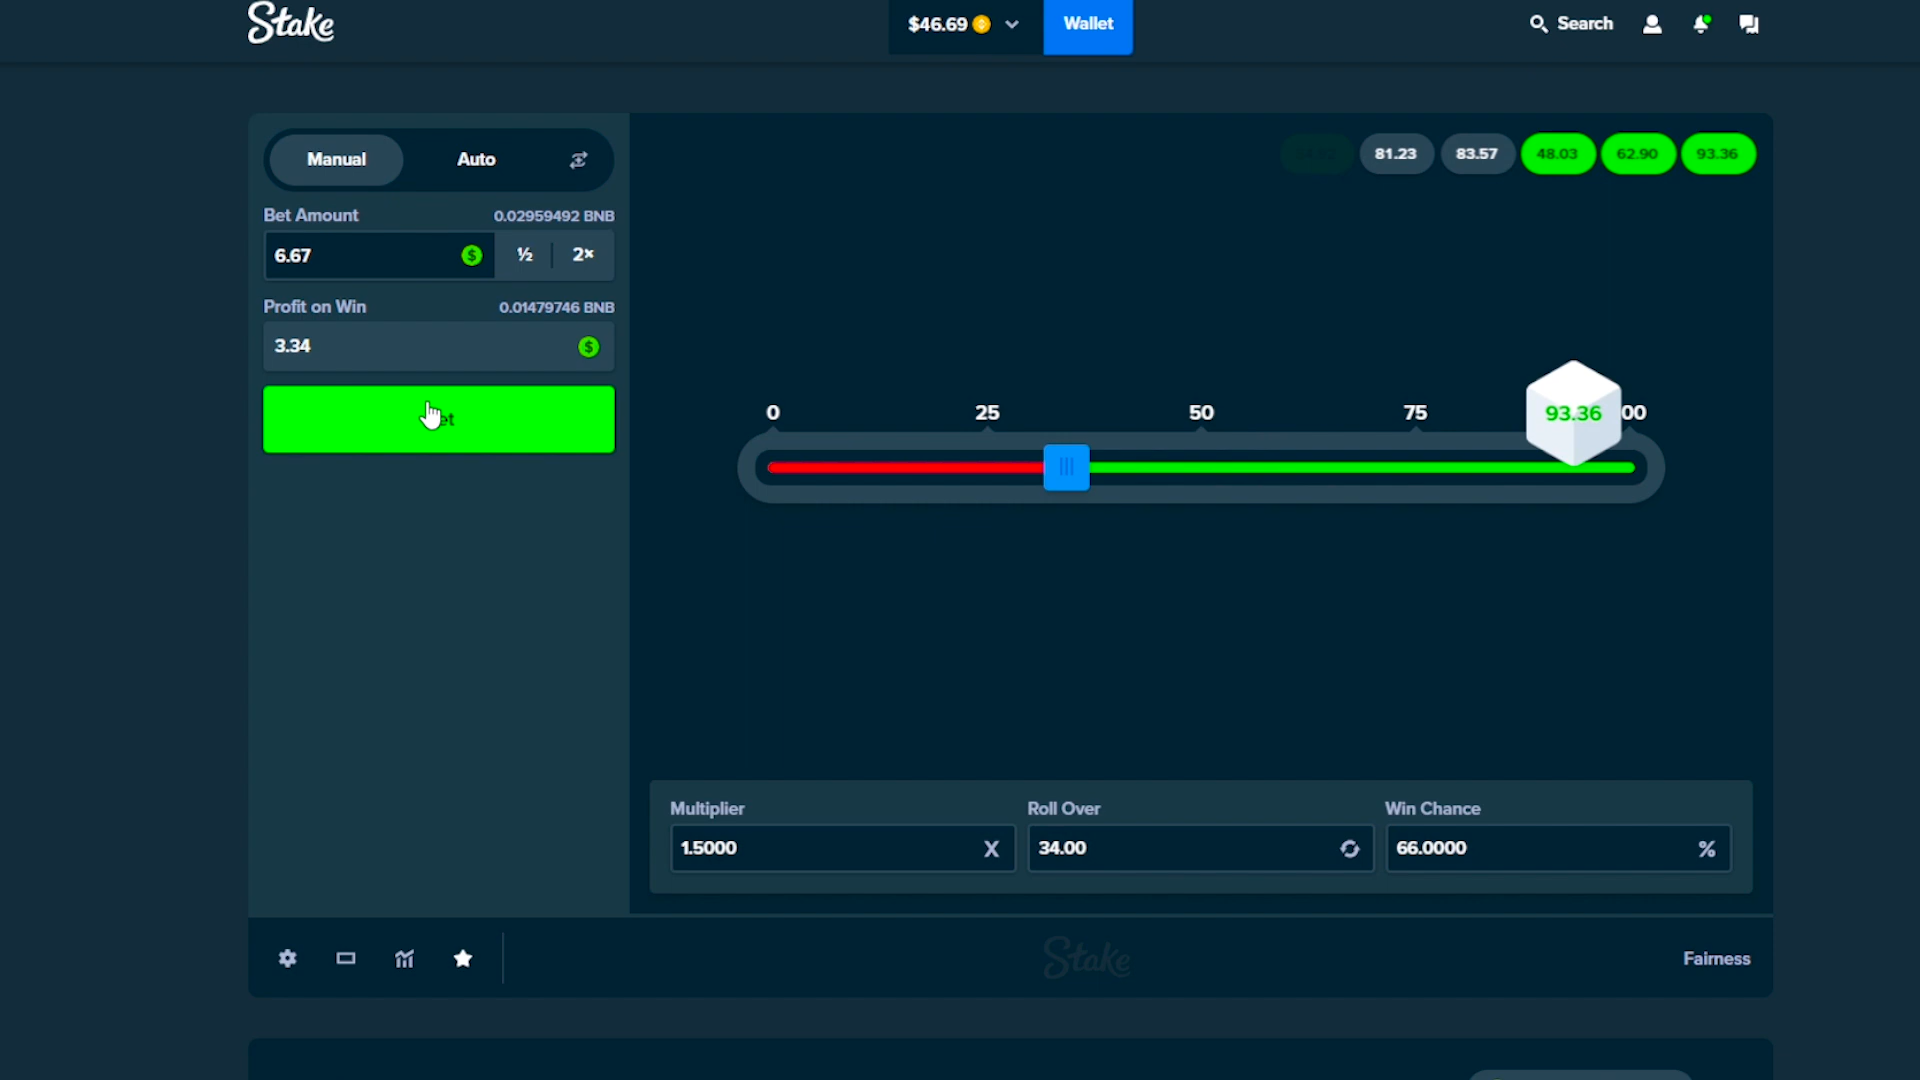 Stake
$46.69
Wallet
Search
Manual
Auto
81.23
83.57
48.03
62.90
93.36
Bet Amount
0.02959492 BNB
6.67
½
2×
Profit on Win
0.01479746 BNB
3.34
0
25
50
75
93.36
00
Multiplier
Roll Over
Win Chance
1.5000
34.00
66.0000
%
Stake
Fairness